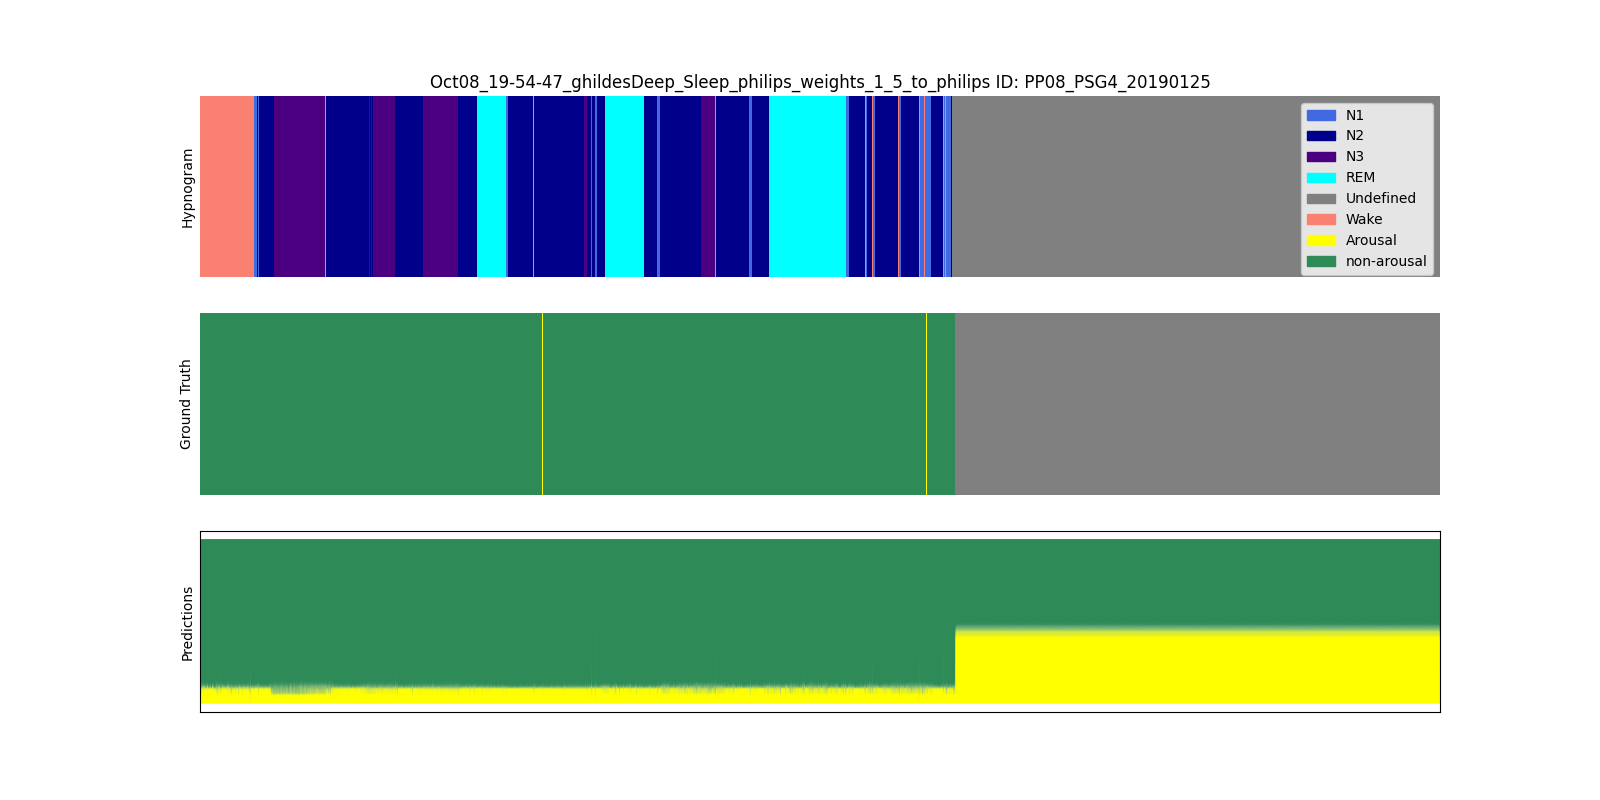 Oct08_19-54-47_ghildesDeep_Sleep_philips_weights_1_5_to_philips ID: PP08_PSG4_20190125
Hypnogram
N1
N2
N3
REM
Undefined
Wake
Arousal
non-arousal
Ground Truth
Predictions